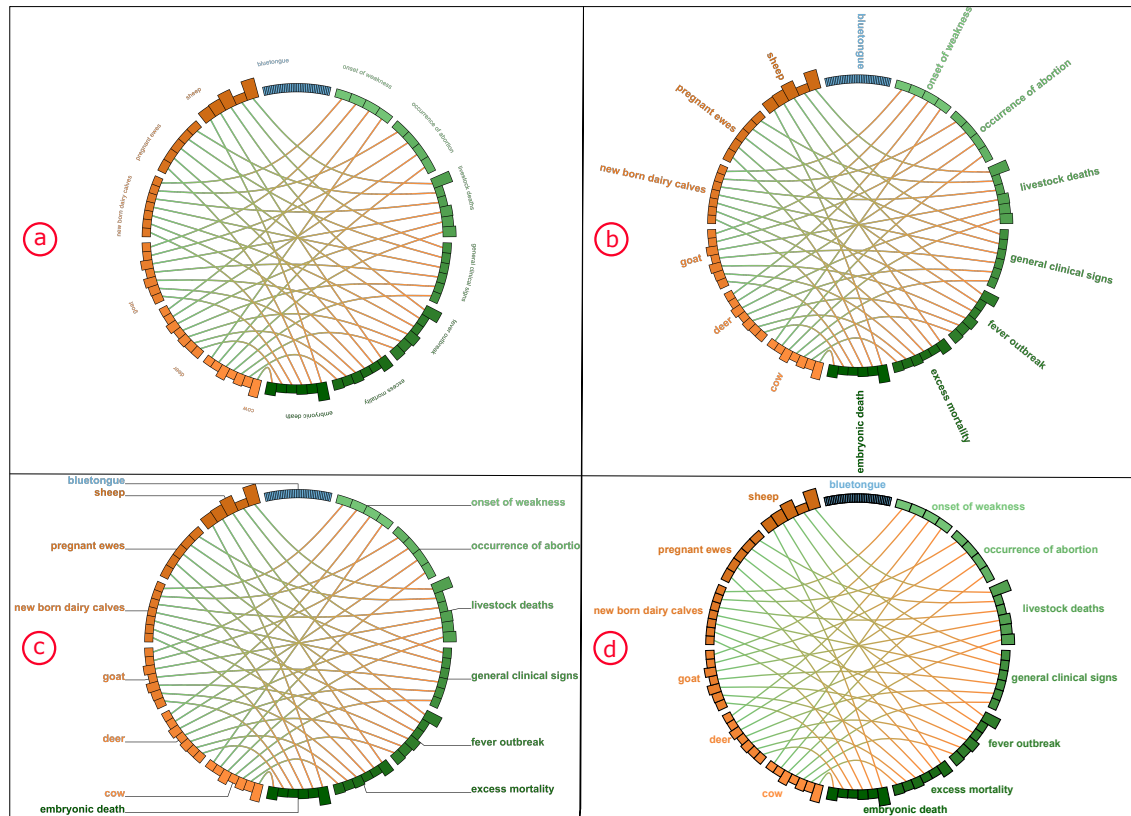 bluetongue
onset of weakness
sheep
occurrence of abortion
pregnant ewes
livestock deaths
new born dairy calves
a
general clinical signs
goat
fever outbreak
deer
excess mortality
cow
embryonic death
bluetongue
onset of weakness
sheep
occurrence of abortion
pregnant ewes
livestock deaths
new born dairy calves
b
general clinical signs
goat
fever outbreak
deer
excess mortality
cow
embryonic death
bluetongue
sheep
onset of weakness
pregnant ewes
occurrence of abortio
new born dairy calves
livestock deaths
c
goat
general clinical signs
deer
fever outbreak
cow
excess mortality
embryonic death
bluetongue
sheep
onset of weakness
pregnant ewes
occurrence of abortion
new born dairy calves
livestock deaths
d
goat
general clinical signs
deer
fever outbreak
cow
excess mortality
embryonic death